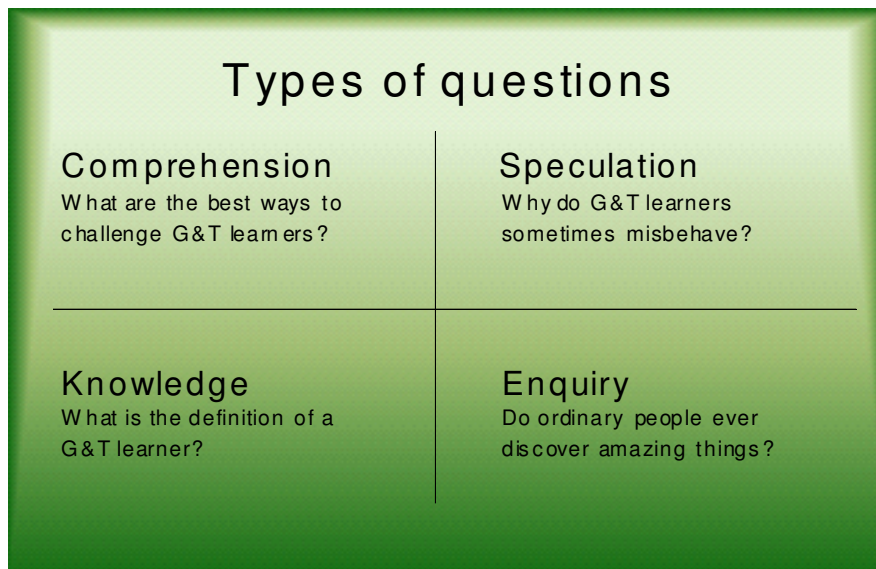 Types of questions
Comprehension
What are the best ways to
challenge G&T learners?
Speculation
Why do G&T learners
sometimes misbehave?
Knowledge
What is the definition of a
G&T learner?
Enquiry
Do ordinary people ever
discover amazing things?